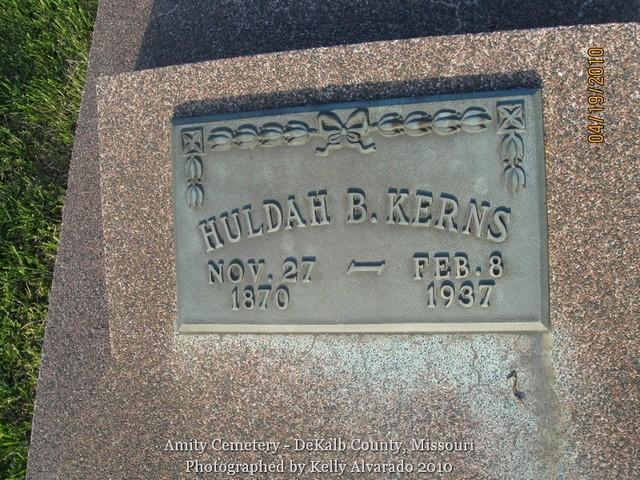 HULDAH B. KERNS
NOV. 27 — FEB. 8
1870 1937
04/19/2010
Amity Cemetery - DeKalb County, Missouri
Photographed by Kelly Alvarado 2010